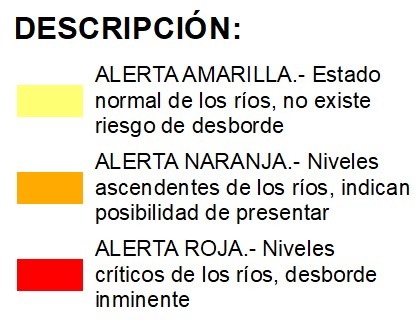 DESCRIPCIÓN:
ALERTA AMARILLA.- Estado
normal de los ríos, no existe
riesgo de desborde
ALERTA NARANJA.- Niveles
ascendentes de los ríos, indican
posibilidad de presentar
ALERTA ROJA.- Niveles
críticos de los ríos, desborde
inminente